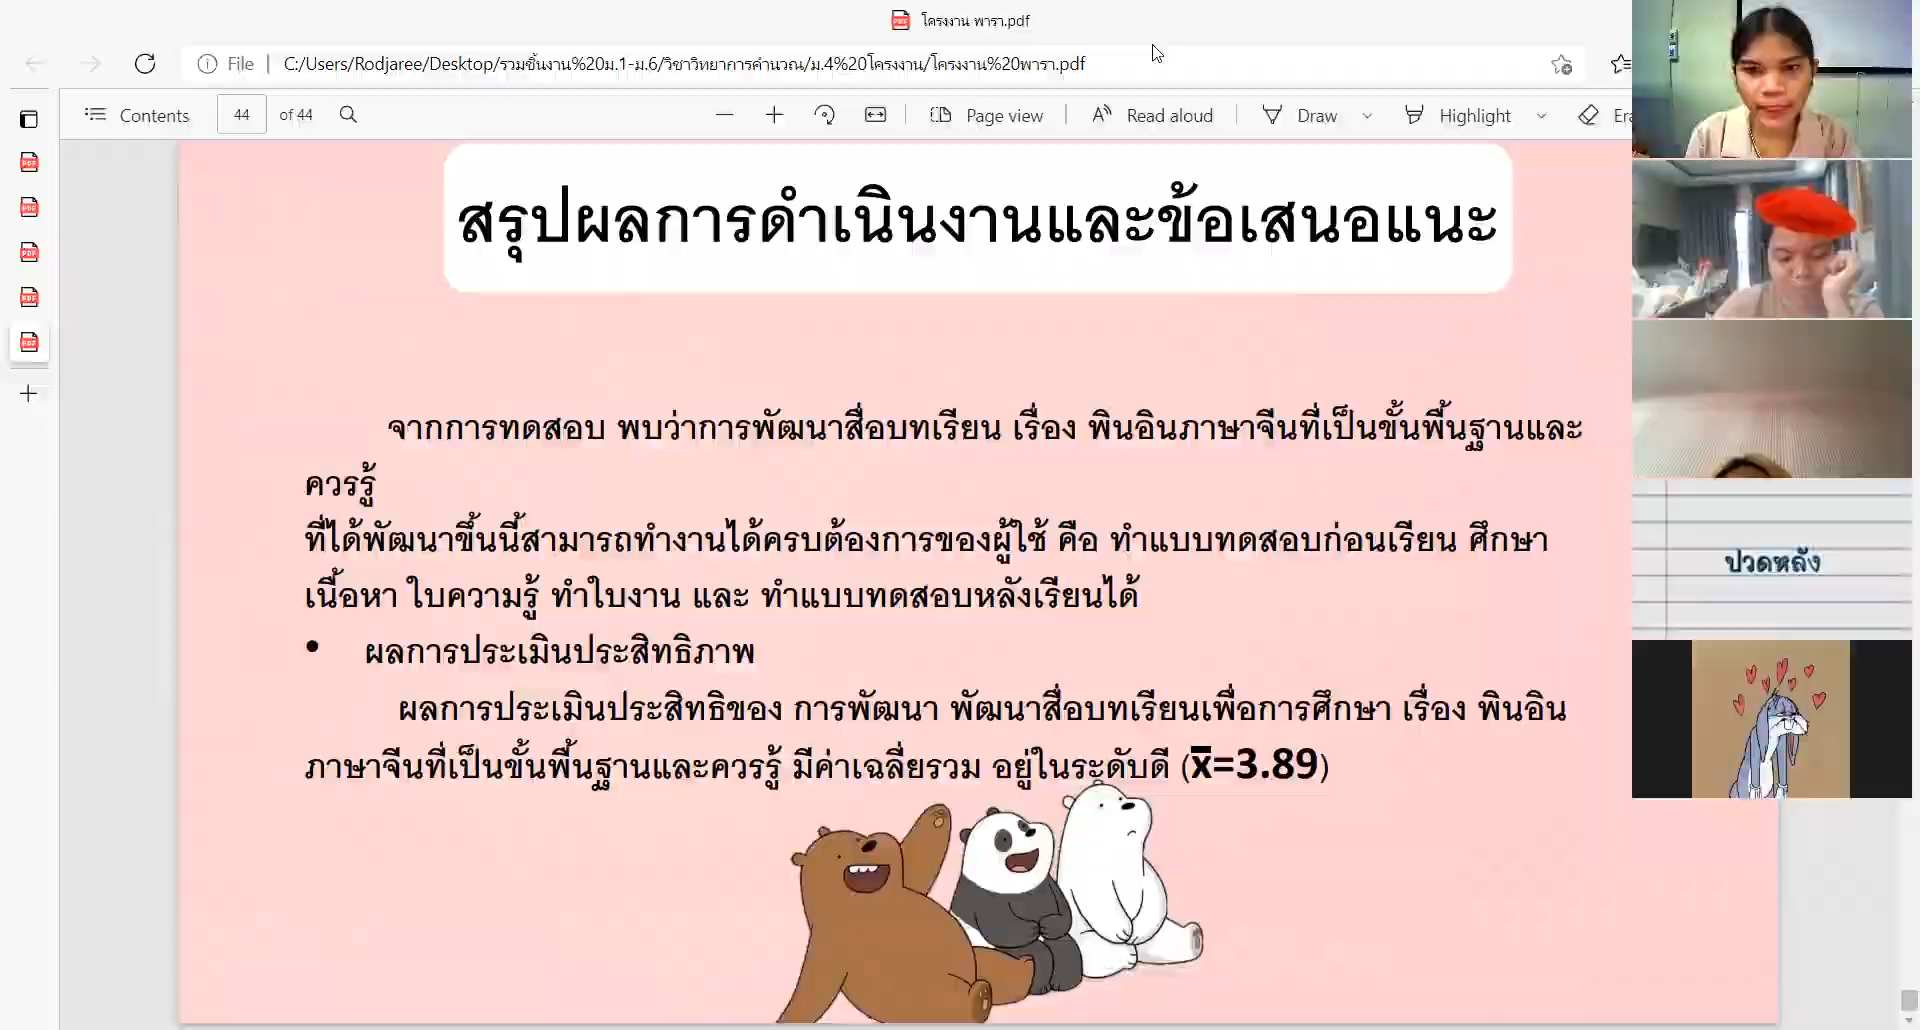 โครงงาน พารา.pdf
File
C:/Users/Rodjaree/Desktop/รวมชิ้นงาน%20ม.1-ม.6/วิชาวิทยาการคำนวณ/ม.4%20โครงงาน/โครงงาน%20พารา.pdf
Contents
44
of 44
Page view
Read aloud
Draw
Highlight
สรุปผลการดำเนินงานและข้อเสนอแนะ
จากการทดสอบ พบว่าการพัฒนาสื่อบทเรียน เรื่อง พินอินภาษาจีนที่เป็นขั้นพื้นฐานและ
ควรรู้
ที่ได้พัฒนาขึ้นนี้สามารถทำงานได้ครบต้องการของผู้ใช้ คือ ทำแบบทดสอบก่อนเรียน ศึกษา
เนื้อหา ใบความรู้ ทำใบงาน และ ทำแบบทดสอบหลังเรียนได้
• ผลการประเมินประสิทธิภาพ
ผลการประเมินประสิทธิของ การพัฒนา พัฒนาสื่อบทเรียนเพื่อการศึกษา เรื่อง พินอิน
ภาษาจีนที่เป็นขั้นพื้นฐานและควรรู้ มีค่าเฉลี่ยรวม อยู่ในระดับดี (x̄=3.89)
ปวดหลัง